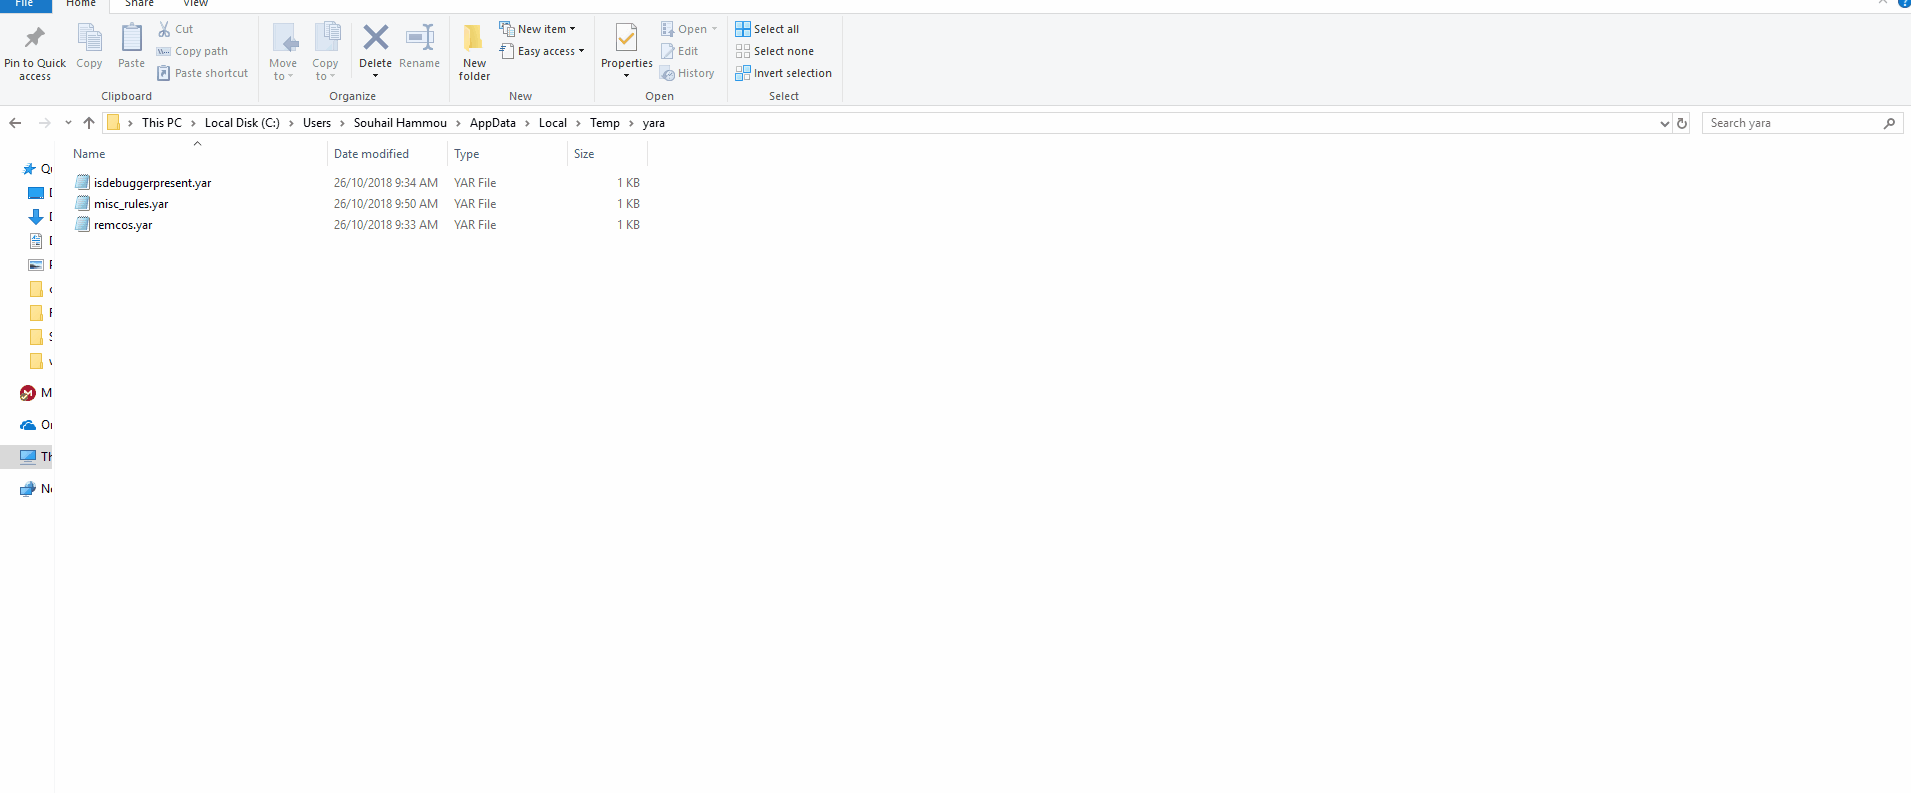 File Home Share View
Pin to Quick access
Copy
Paste
Cut
Copy path
Paste shortcut
Clipboard
Move to
Copy to
Delete
Rename
Organize
New folder
New item
Easy access
New
Properties
Open
Edit
History
Open
Select all
Select none
Invert selection
Select
This PC > Local Disk (C:) > Users > Souhail Hammou > AppData > Local > Temp > yara
Search yara
Name Date modified Type Size
isdebuggerpresent.yar 26/10/2018 9:34 AM YAR File 1 KB
misc_rules.yar 26/10/2018 9:50 AM YAR File 1 KB
remcos.yar 26/10/2018 9:33 AM YAR File 1 KB